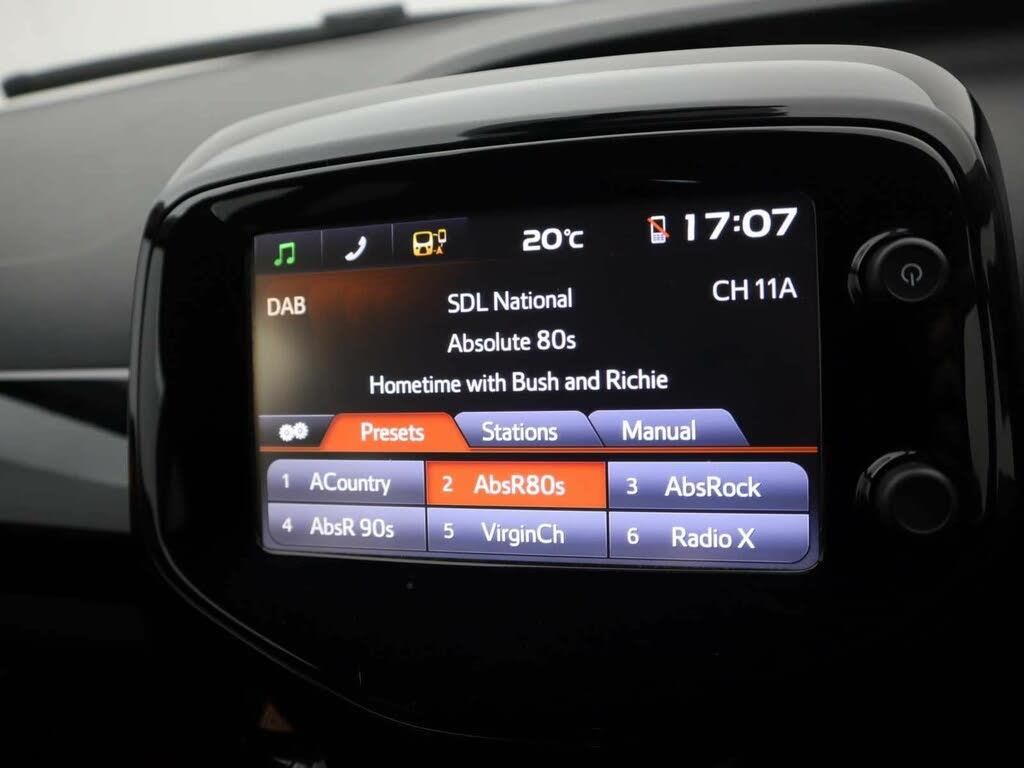 20°C 17:07
DAB SDL National CH 11A
Absolute 80s
Hometime with Bush and Richie
Presets Stations Manual
1 ACountry 2 AbsR80s 3 AbsRock
4 AbsR 90s 5 VirginCh 6 Radio X